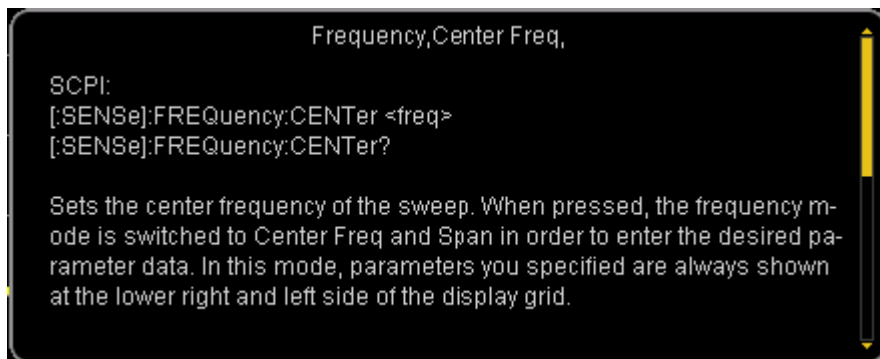 Frequency,Center Freq,
SCPI:
[:SENSe]:FREQuency:CENTer <freq>
[:SENSe]:FREQuency:CENTer?
Sets the center frequency of the sweep. When pressed, the frequency m-
ode is switched to Center Freq and Span in order to enter the desired pa-
rameter data. In this mode, parameters you specified are always shown
at the lower right and left side of the display grid.